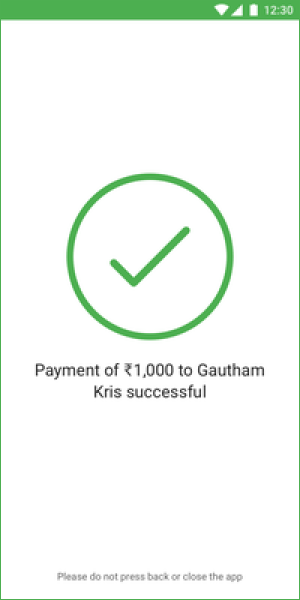 12:30
Payment of ₹1,000 to Gautham
Kris successful
Please do not press back or close the app